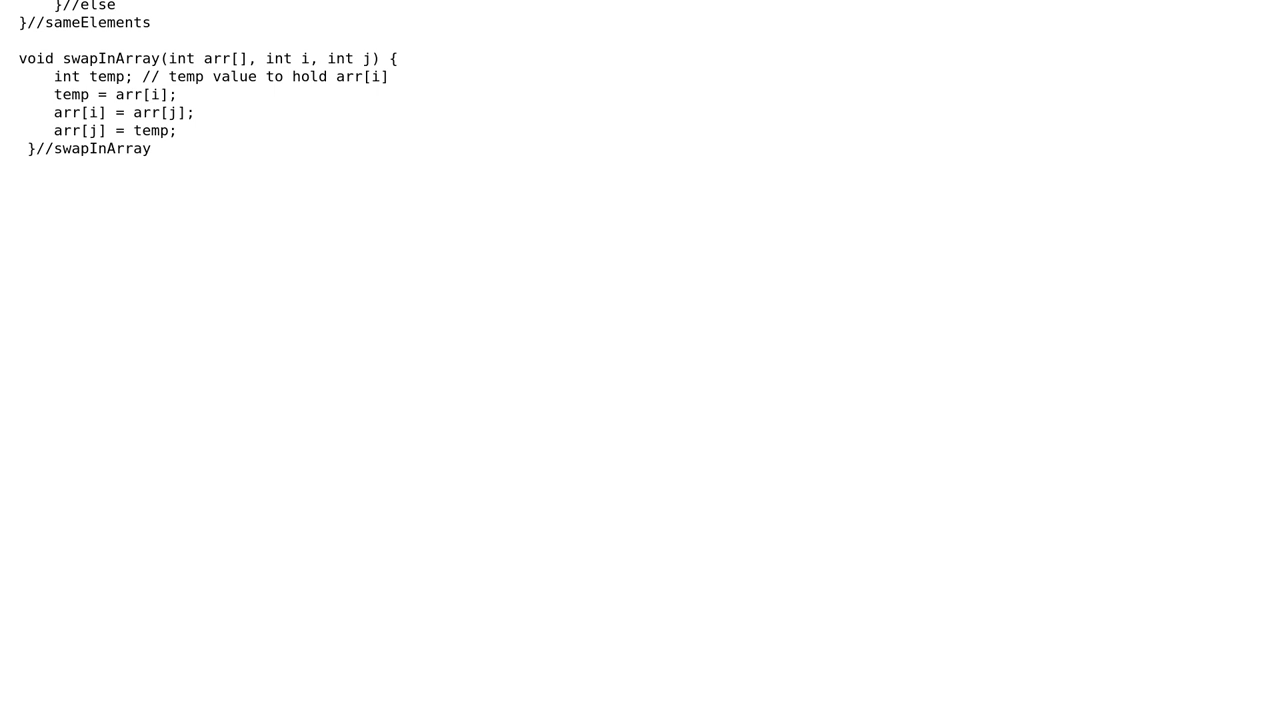 }//else
}//sameElements

void swapInArray(int arr[], int i, int j) {
    int temp; // temp value to hold arr[i]
    temp = arr[i];
    arr[i] = arr[j];
    arr[j] = temp;
 }//swapInArray